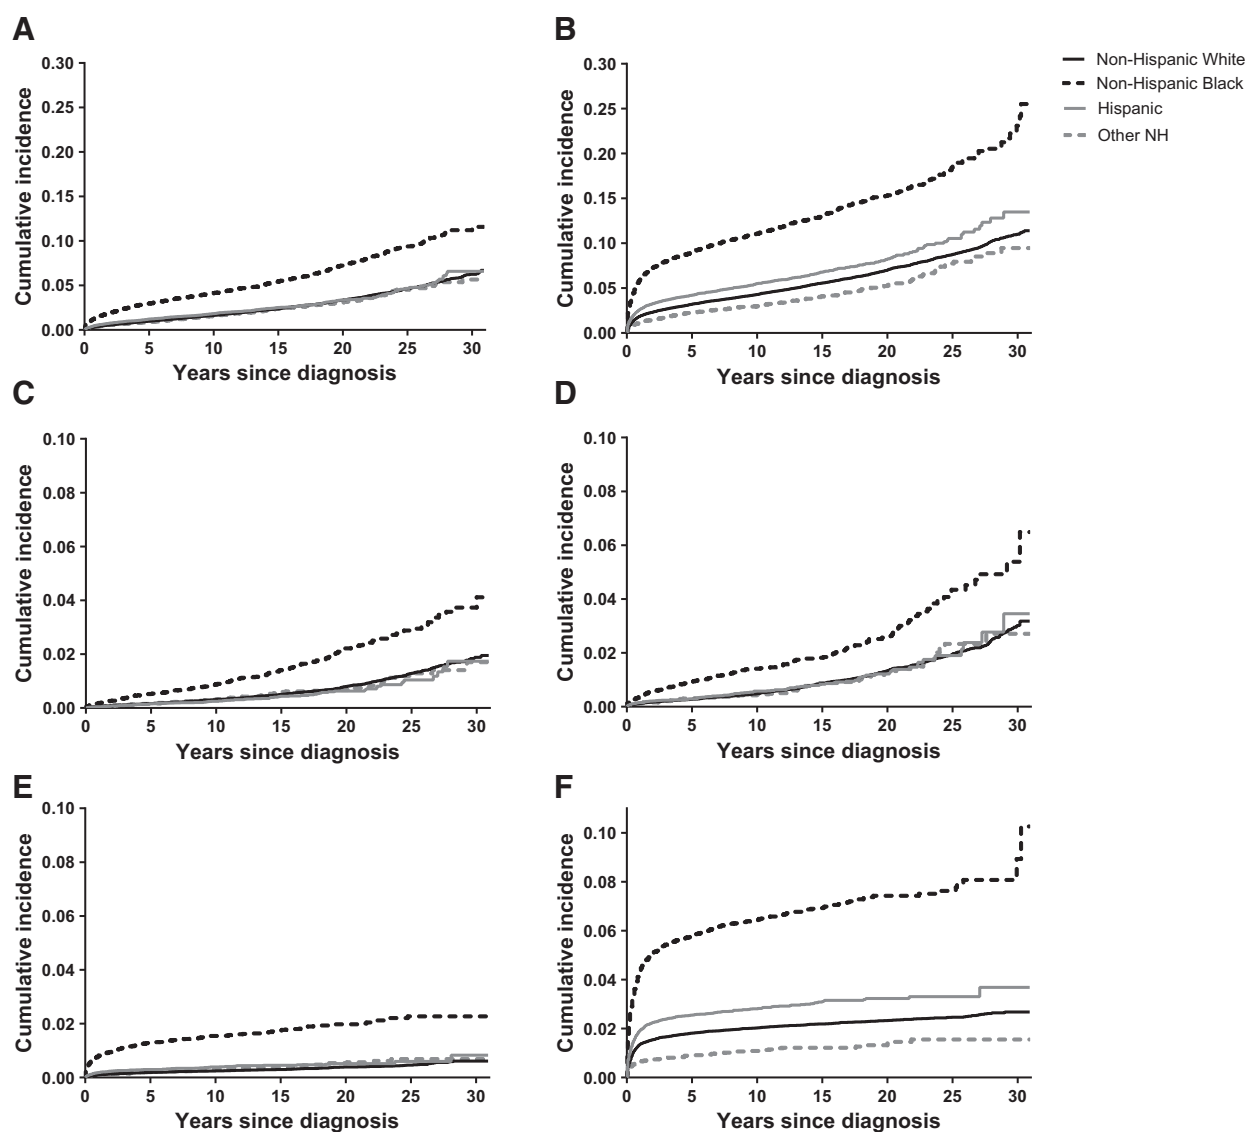 A
0.30
0.25
0.20
0.15
0.10
0.05
0.00
Cumulative incidence
0 5 10 15 20 25 30
Years since diagnosis
B
0.30
0.25
0.20
0.15
0.10
0.05
0.00
Cumulative incidence
0 5 10 15 20 25 30
Years since diagnosis
Non-Hispanic White
Non-Hispanic Black
Hispanic
Other NH
C
0.10
0.08
0.06
0.04
0.02
0.00
Cumulative incidence
0 5 10 15 20 25 30
Years since diagnosis
D
0.10
0.08
0.06
0.04
0.02
0.00
Cumulative incidence
0 5 10 15 20 25 30
Years since diagnosis
E
0.10
0.08
0.06
0.04
0.02
0.00
Cumulative incidence
0 5 10 15 20 25 30
Years since diagnosis
F
0.10
0.08
0.06
0.04
0.02
0.00
Cumulative incidence
0 5 10 15 20 25 30
Years since diagnosis